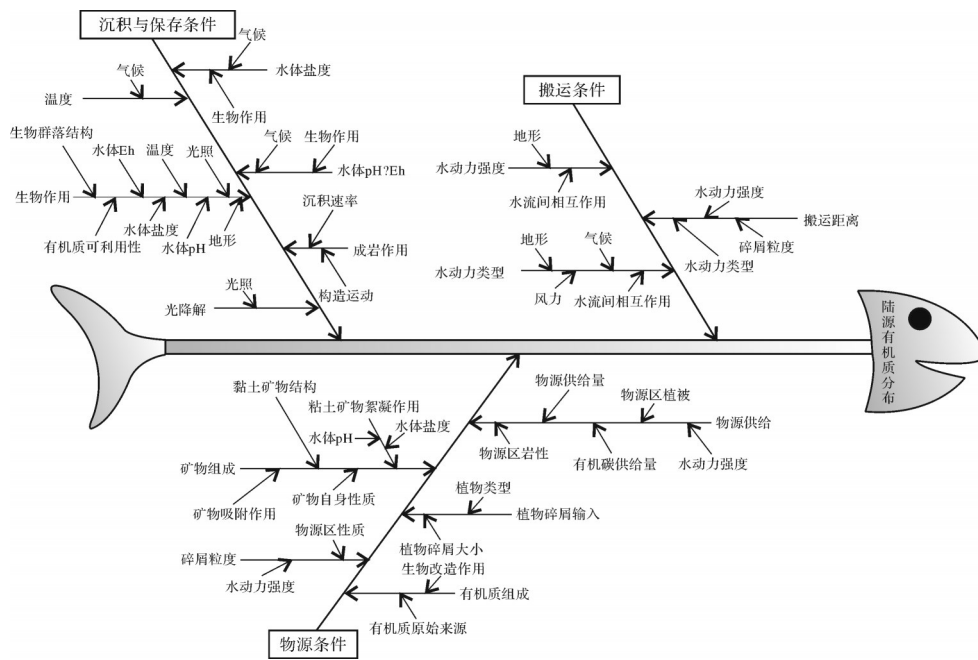 沉积与保存条件
气候
水体盐度
气候
温度
生物作用
生物群落结构
水体Eh
温度
光照
气候
生物作用
水体pH?Eh
生物作用
有机质可利用性
水体盐度
水体pH
地形
沉积速率
成岩作用
构造运动
光照
光降解
搬运条件
地形
水动力强度
水流间相互作用
水动力强度
搬运距离
水动力类型
碎屑粒度
地形
气候
水动力类型
风力
水流间相互作用
陆源有机质分布
黏土矿物结构
粘土矿物絮凝作用
水体pH
水体盐度
矿物组成
矿物吸附作用
矿物自身性质
物源供给量
物源区植被
物源供给
物源区岩性
有机碳供给量
水动力强度
植物类型
植物碎屑输入
植物碎屑大小
物源区性质
碎屑粒度
水动力强度
生物改造作用
有机质组成
有机质原始来源
物源条件